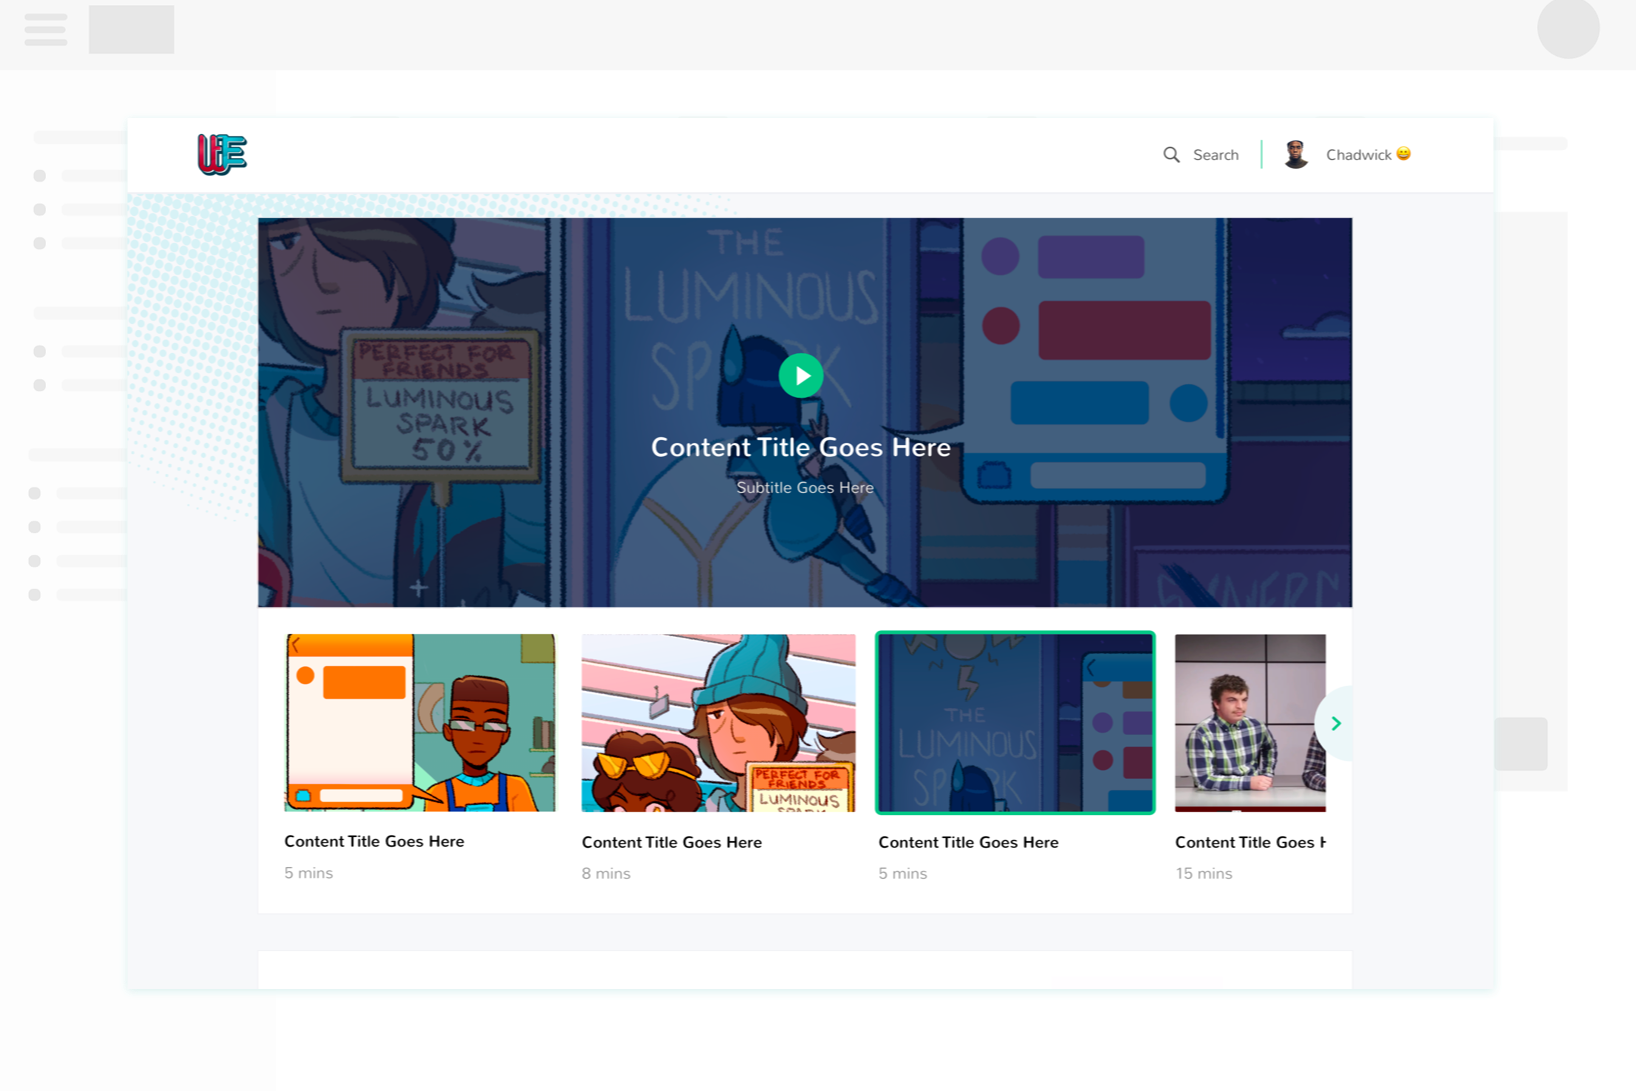 Search
Chadwick 😄
THE
LUMINOUS
SPARK
PERFECT FOR
FRIENDS
LUMINOUS
SPARK
50%
Content Title Goes Here
Subtitle Goes Here
PERFECT FOR
FRIENDS
LUMINOUS
THE
LUMINOUS
SP
Content Title Goes Here
5 mins
Content Title Goes Here
8 mins
Content Title Goes Here
5 mins
Content Title Goes H
15 mins